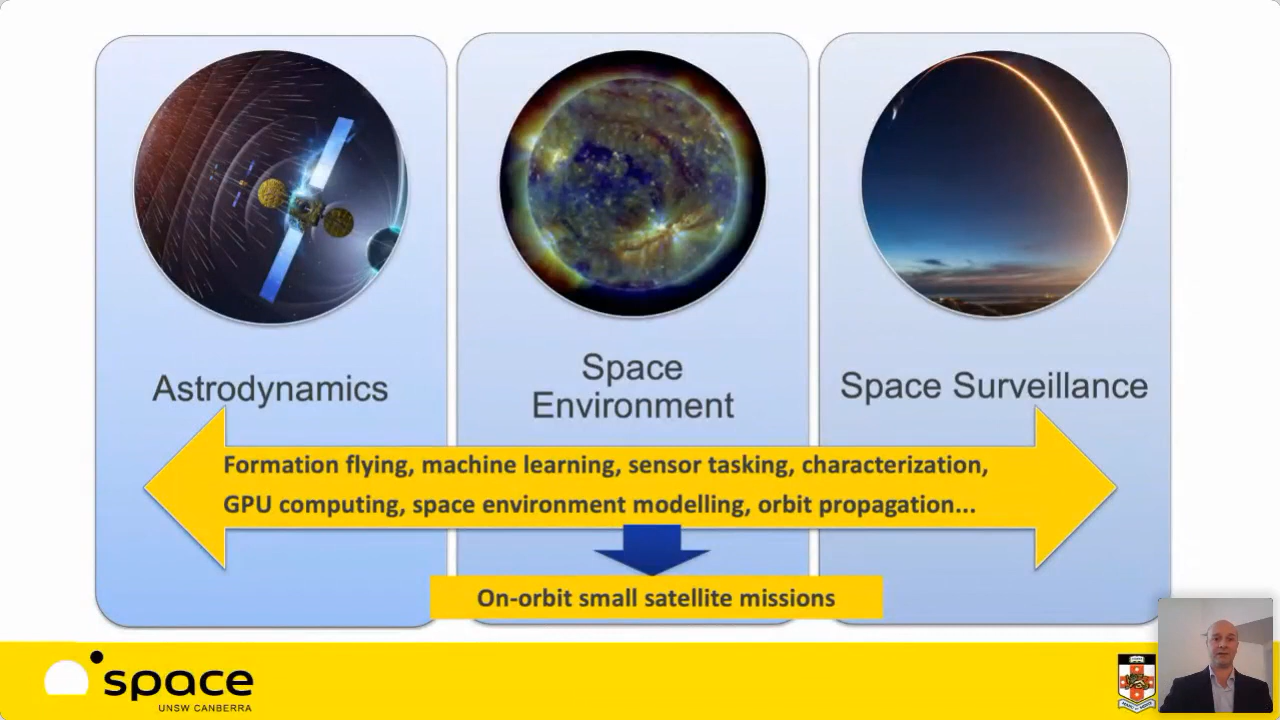 Astrodynamics
Space
Environment
Space Surveillance
Formation flying, machine learning, sensor tasking, characterization,
GPU computing, space environment modelling, orbit propagation...
On-orbit small satellite missions
space
UNSW CANBERRA